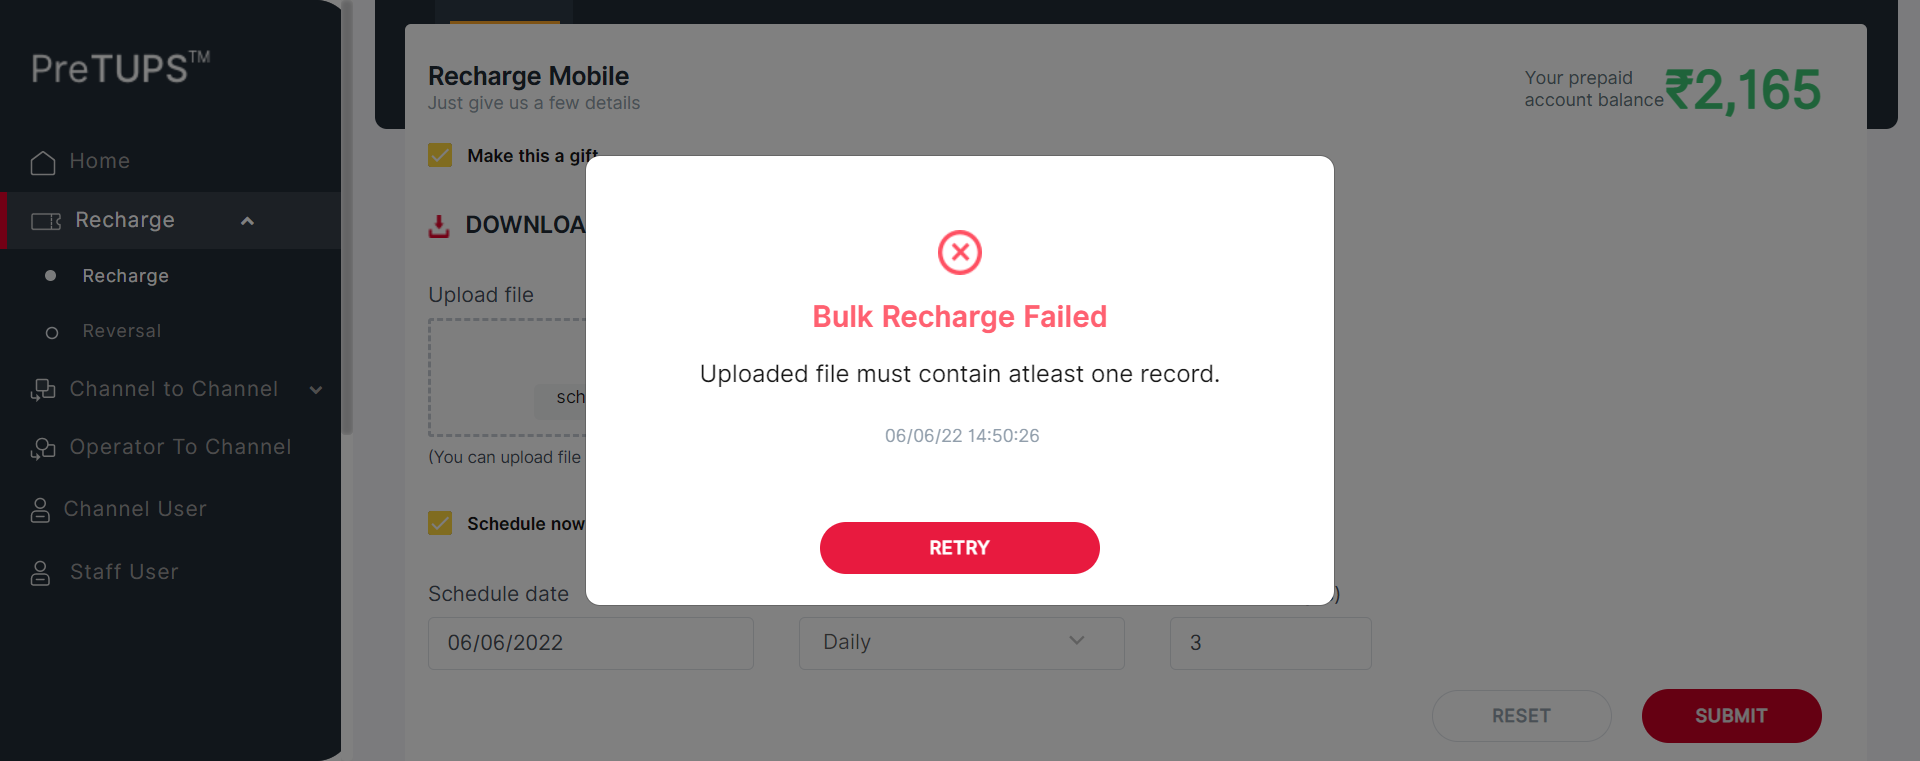 PreTUPS™
Home
Recharge
Recharge
Reversal
Channel to Channel
Operator To Channel
Channel User
Staff User
Recharge Mobile
Just give us a few details
Your prepaid
account balance
₹2,165
Make this a gift
DOWNLOA
Upload file
sch
(You can upload file
Schedule now
Schedule date
)
06/06/2022
Daily
3
RESET
SUBMIT
Bulk Recharge Failed
Uploaded file must contain atleast one record.
06/06/22 14:50:26
RETRY